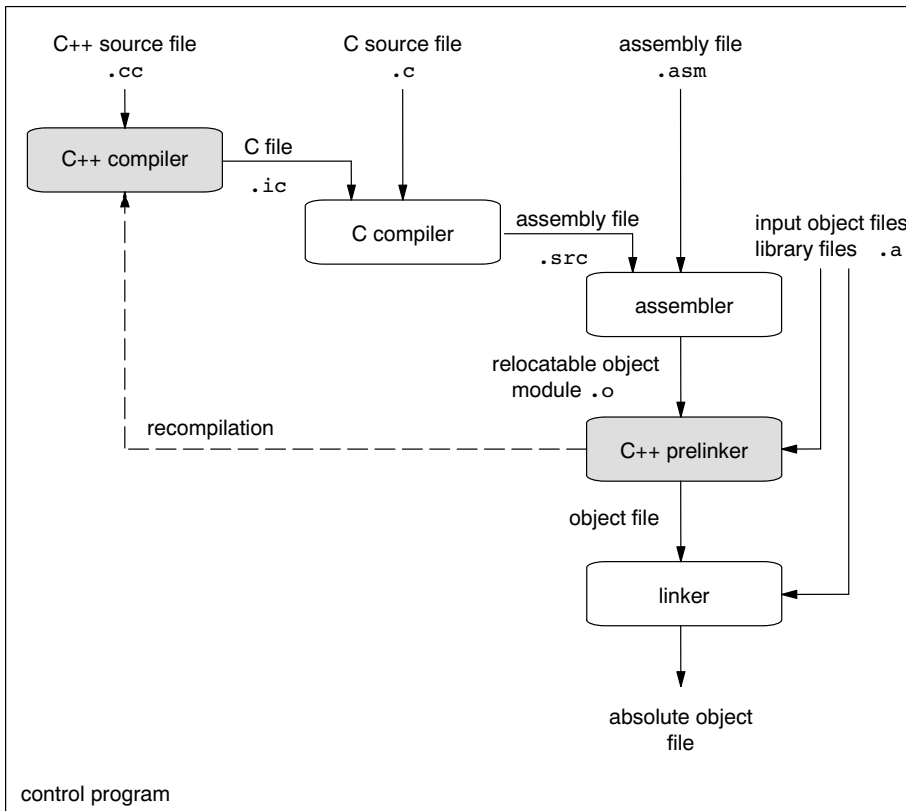 C++ source file
.cc
C source file
.c
assembly file
.asm
C++ compiler
C file
.ic
C compiler
assembly file
.src
input object files
library files .a
assembler
relocatable object
module .o
recompilation
C++ prelinker
object file
linker
absolute object
file
control program